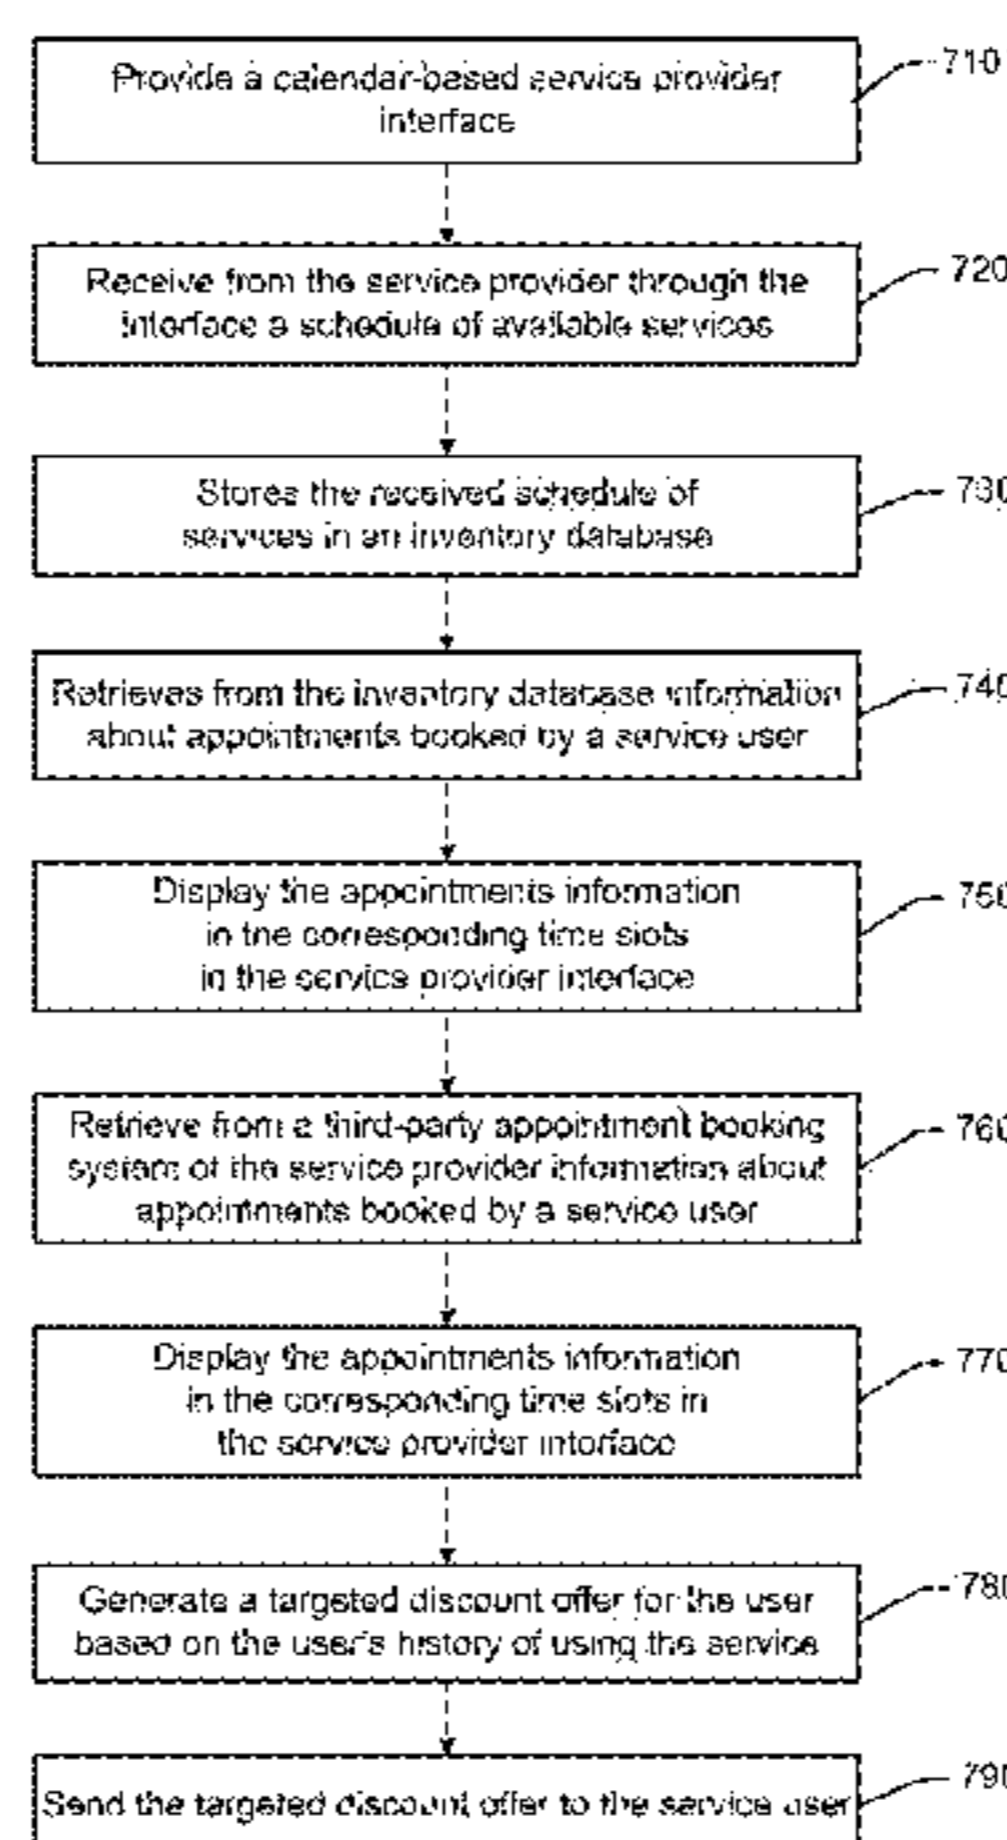 Provide a calendar-based service provider
interface
710
Receive from the service provider through the
interface a schedule of available services
720
Stores the received schedule of
services in an inventory database
730
Retrieves from the inventory database information
about appointments booked by a service user
740
Display the appointments information
in the corresponding time slots
in the service provider interface
750
Retrieve from a third-party appointment booking
system of the service provider information about
appointments booked by a service user
760
Display the appointments information
in the corresponding time slots in
the service provider interface
770
Generate a targeted discount offer for the user
based on the user's history of using the service
780
Send the targeted discount offer to the service user
790